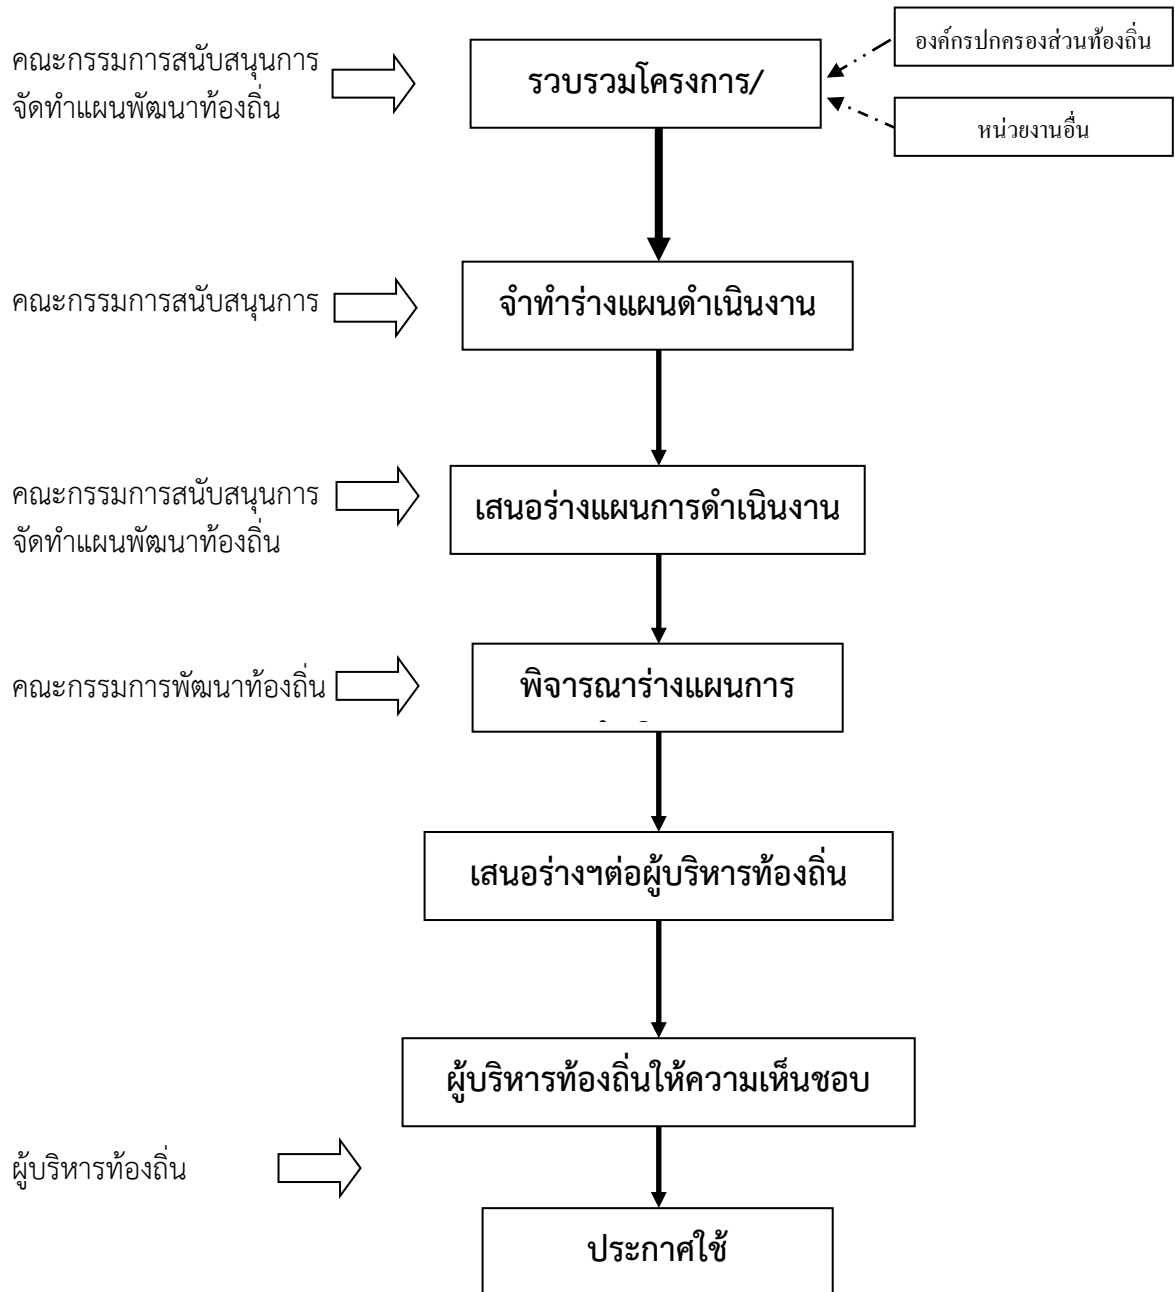 คณะกรรมการสนับสนุนการ
จัดทำแผนพัฒนาท้องถิ่น
รวบรวมโครงการ/
องค์กรปกครองส่วนท้องถิ่น
หน่วยงานอื่น
คณะกรรมการสนับสนุนการ
จำทำร่างแผนดำเนินงาน
คณะกรรมการสนับสนุนการ
จัดทำแผนพัฒนาท้องถิ่น
เสนอร่างแผนการดำเนินงาน
คณะกรรมการพัฒนาท้องถิ่น
พิจารณาร่างแผนการ
เสนอร่างฯต่อผู้บริหารท้องถิ่น
ผู้บริหารท้องถิ่นให้ความเห็นชอบ
ผู้บริหารท้องถิ่น
ประกาศใช้